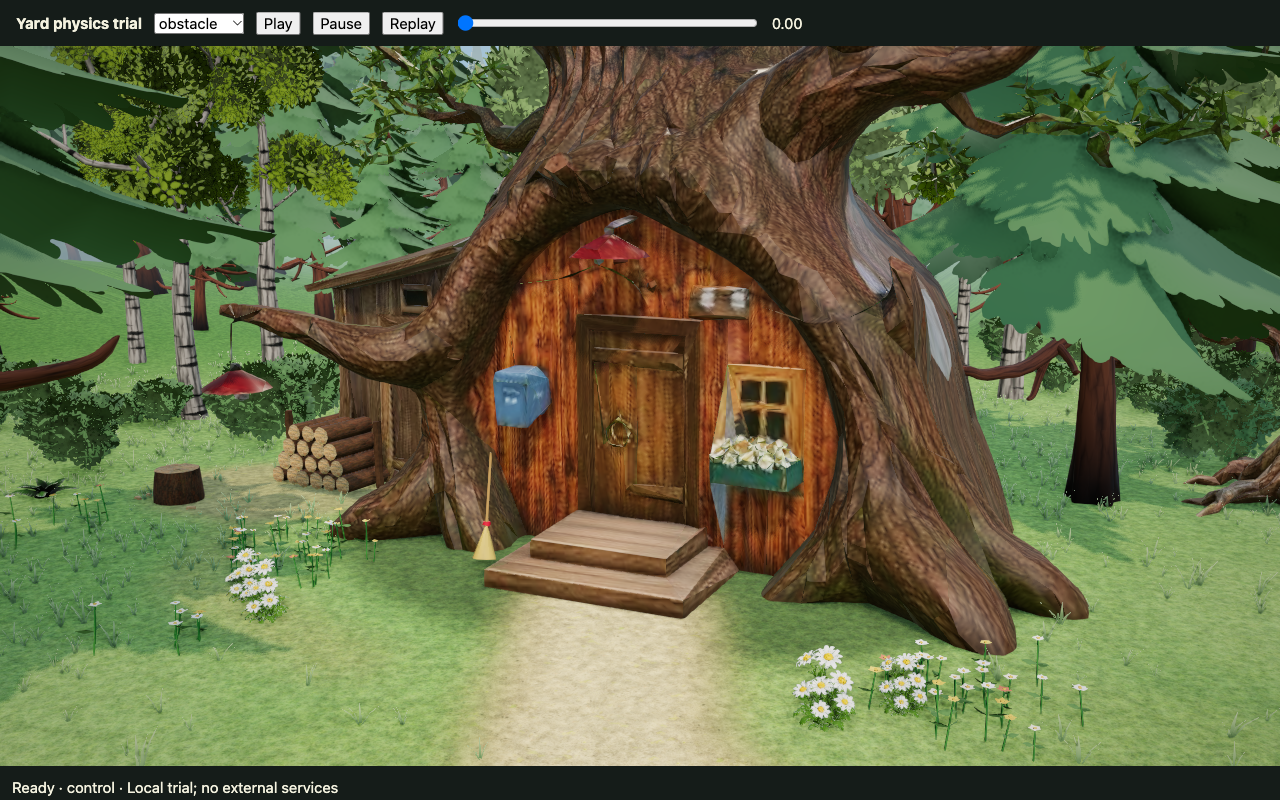 Yard physics trial obstacle Play Pause Replay 0.00
Ready · control · Local trial; no external services